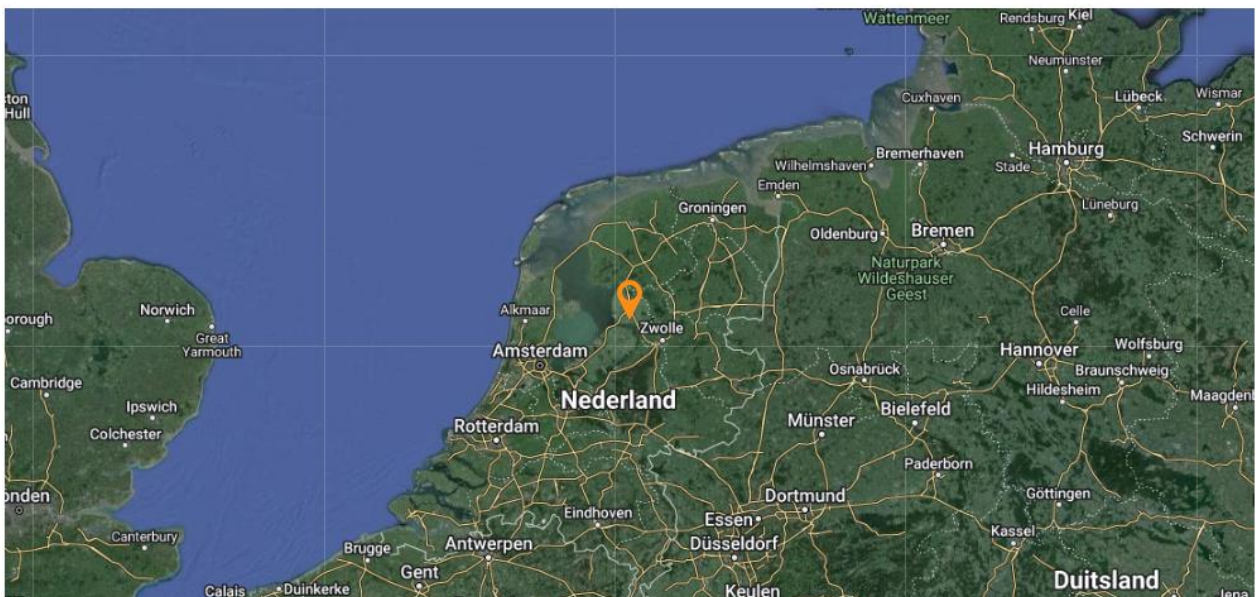 Wattenmeer
Rendsburg
Kiel
Neumünster
ston
Hull
Cuxhaven
Lübeck
Wismar
Schwerin
Hamburg
Bremerhaven
Wilhelmshaven
Stade
Emden
Groningen
Lüneburg
Oldenburg
Bremen
Naturpark
Wildeshauser
Geest
Norwich
Alkmaar
Celle
orough
Great
Yarmouth
Zwolle
Amsterdam
Hannover
Wolfsburg
Osnabrück
Braunschweig
Cambridge
Hildesheim
Maagden
Nederland
Ipswich
Bielefeld
Münster
Colchester
Rotterdam
Paderborn
onden
Dortmund
Göttingen
Eindhoven
Essen
Canterbury
Kassel
Brugge
Antwerpen
Düsseldorf
Gent
Duitsland
Calais
Duinkerke
Keulen
Jena